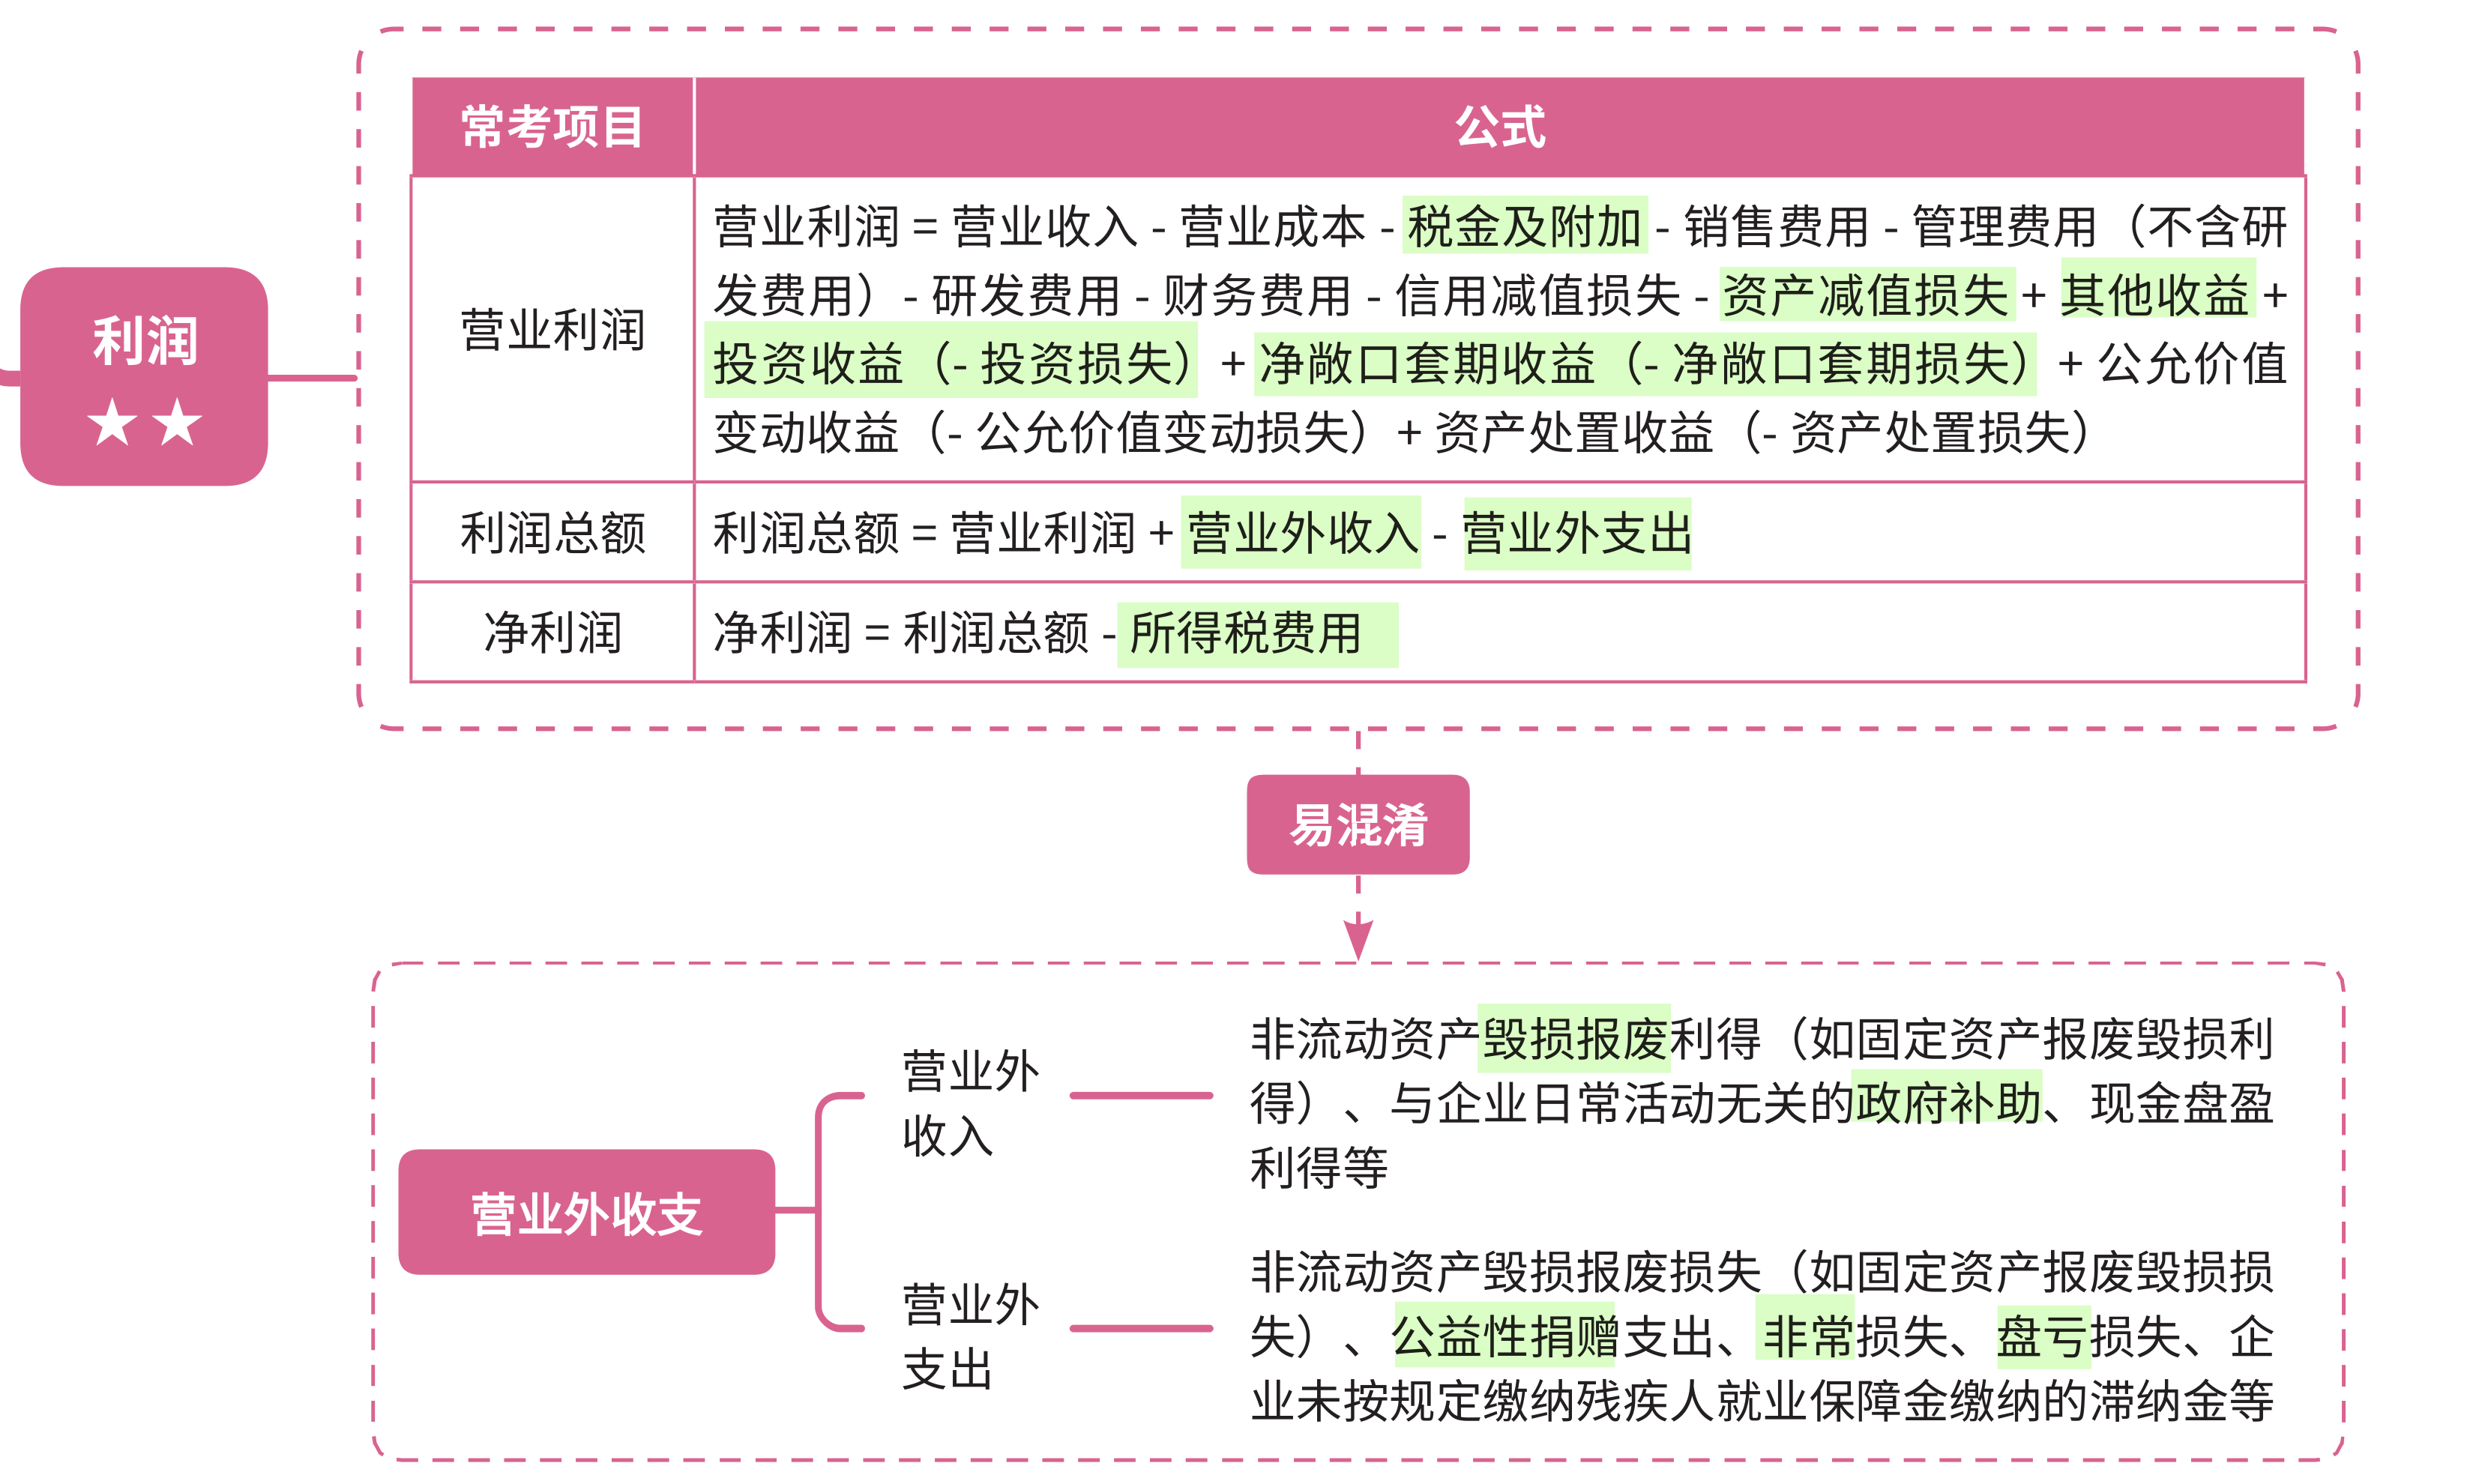 利润
★★
常考项目 公式
营业利润
营业利润 = 营业收入 - 营业成本 - 税金及附加 - 销售费用 - 管理费用（不含研
发费用）- 研发费用 - 财务费用 - 信用减值损失 - 资产减值损失 + 其他收益 +
投资收益（- 投资损失）+ 净敞口套期收益（- 净敞口套期损失）+ 公允价值
变动收益（- 公允价值变动损失）+ 资产处置收益（- 资产处置损失）
利润总额 利润总额 = 营业利润 + 营业外收入 - 营业外支出
净利润 净利润 = 利润总额 - 所得税费用
易混淆
营业外收支
营业外
收入
非流动资产毁损报废利得（如固定资产报废毁损利
得）、与企业日常活动无关的政府补助、现金盘盈
利得等
营业外
支出
非流动资产毁损报废损失（如固定资产报废毁损损
失）、公益性捐赠支出、非常损失、盘亏损失、企
业未按规定缴纳残疾人就业保障金缴纳的滞纳金等